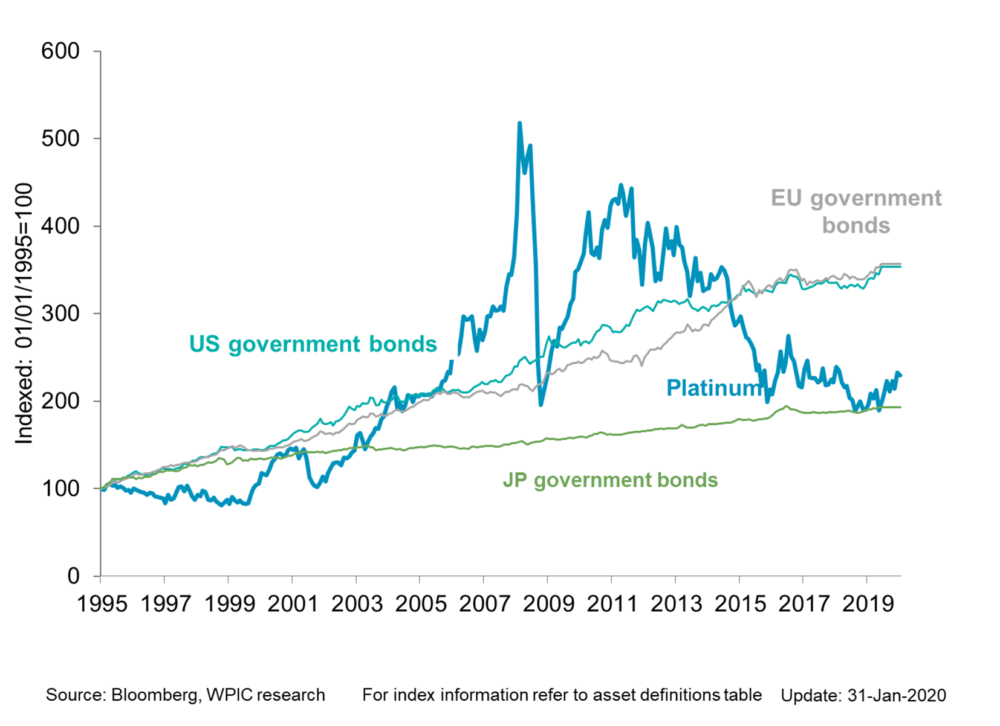 600
500
400
300
200
100
0
Indexed: 01/01/1995=100
EU government
bonds
US government bonds
Platinum
JP government bonds
1995 1997 1999 2001 2003 2005 2007 2009 2011 2013 2015 2017 2019
Source: Bloomberg, WPIC research For index information refer to asset definitions table Update: 31-Jan-2020